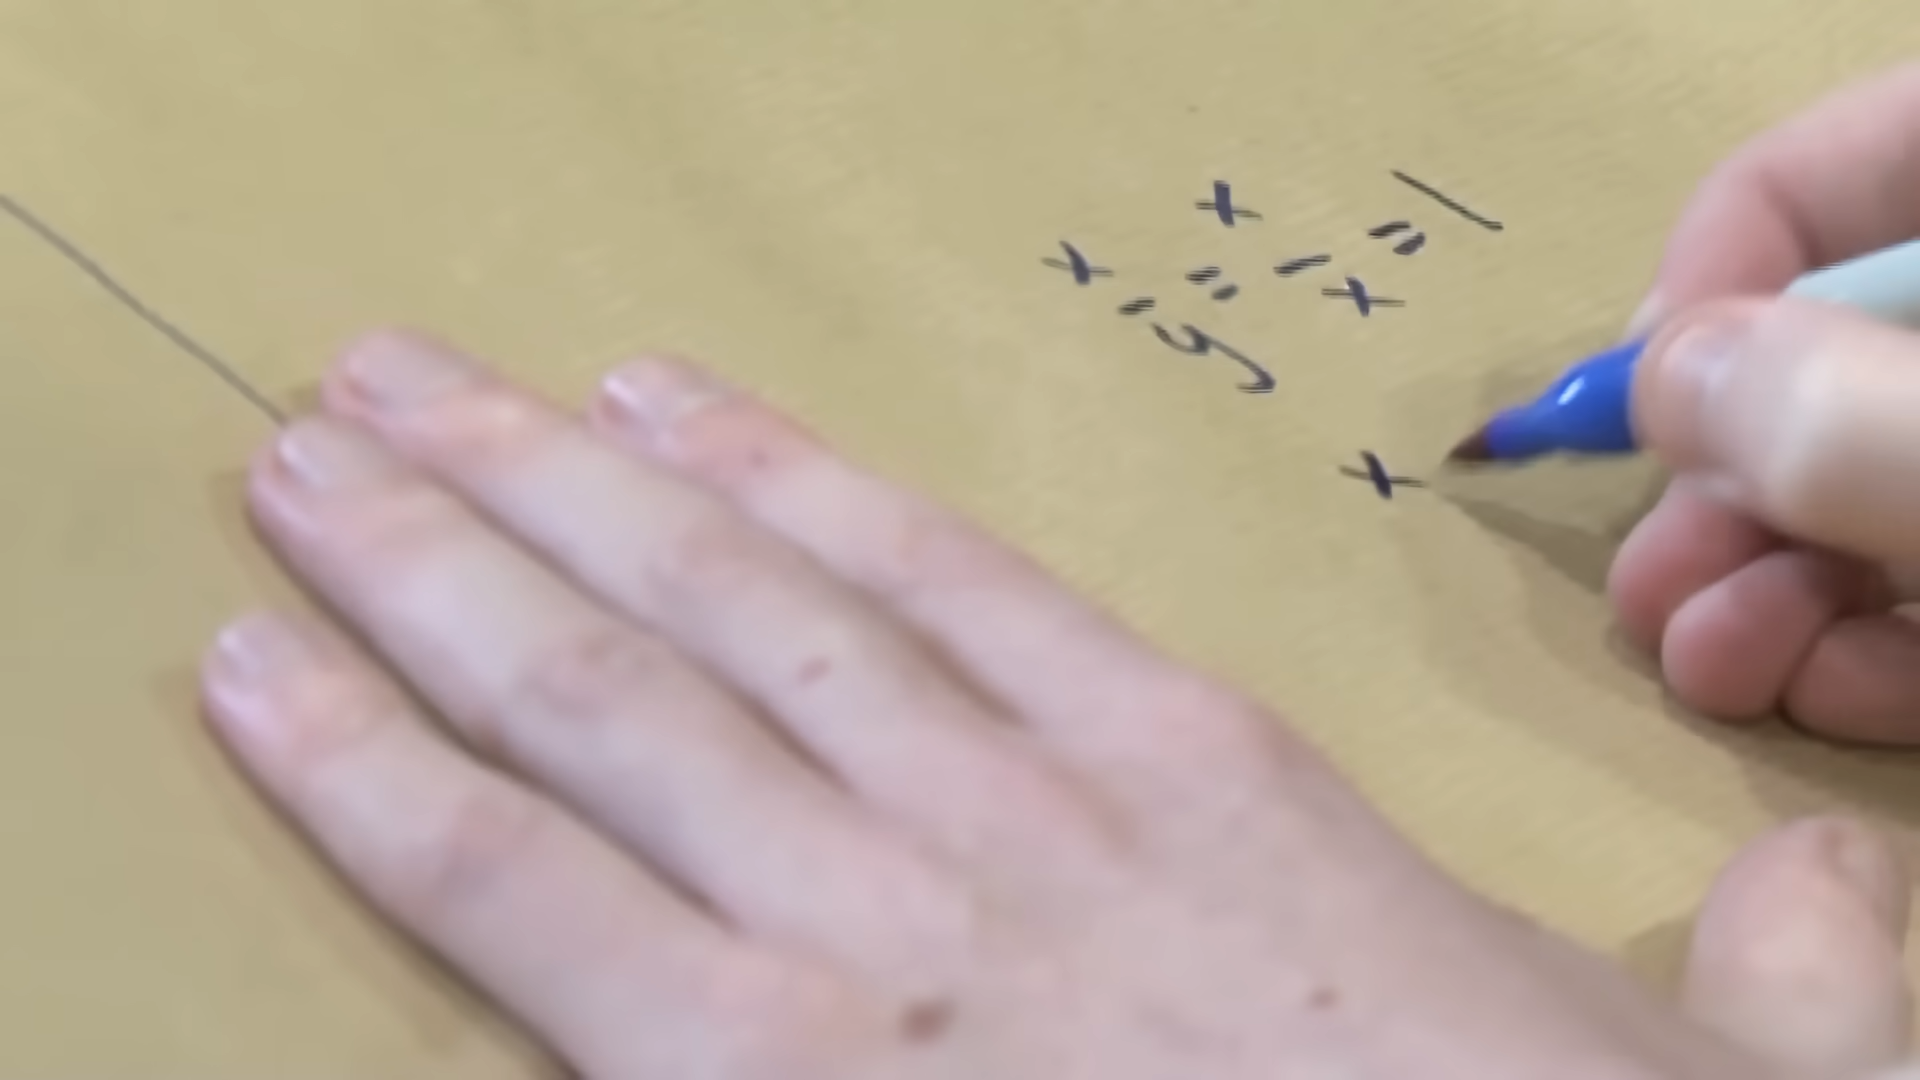 x/y = x/x = 1
x